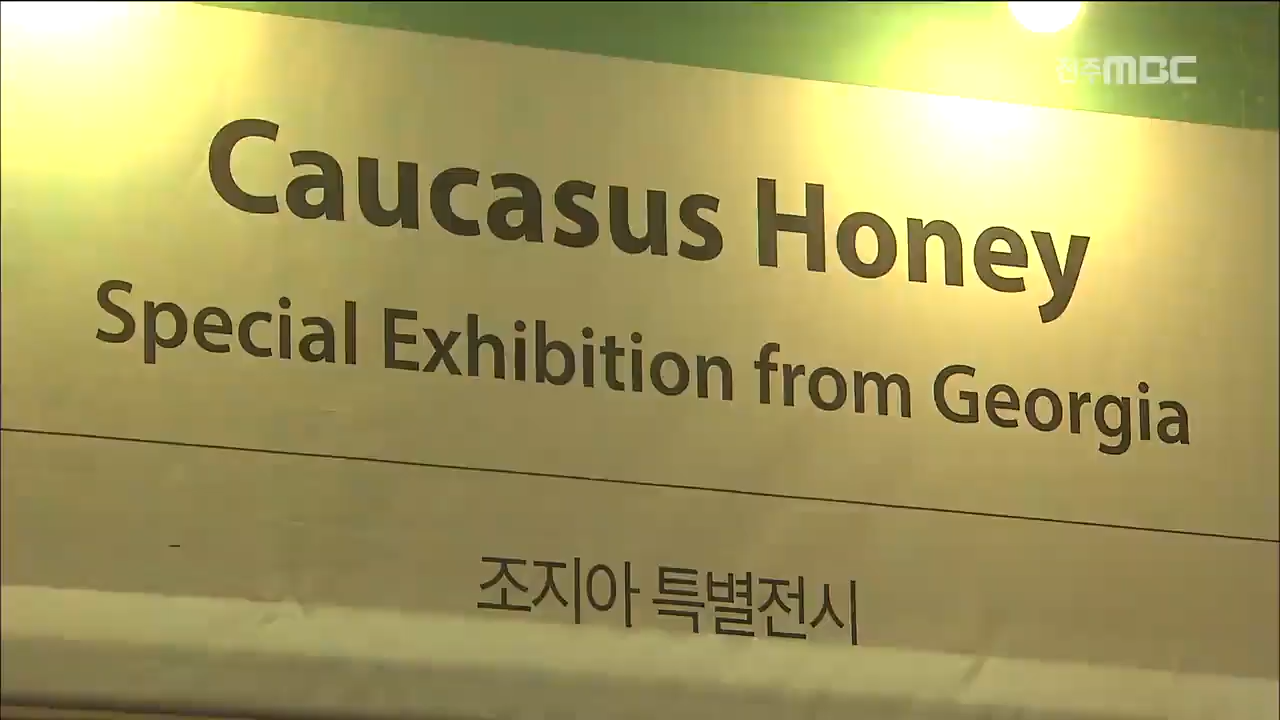 전주MBC
Caucasus Honey
Special Exhibition from Georgia
조지아 특별전시